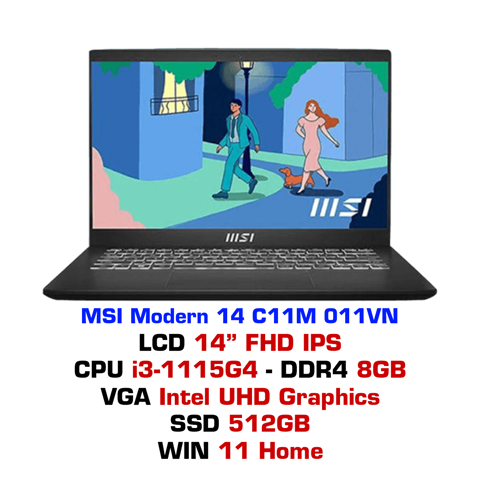 msi
msi
MSI Modern 14 C11M 011VN
LCD 14” FHD IPS
CPU i3-1115G4 - DDR4 8GB
VGA Intel UHD Graphics
SSD 512GB
WIN 11 Home